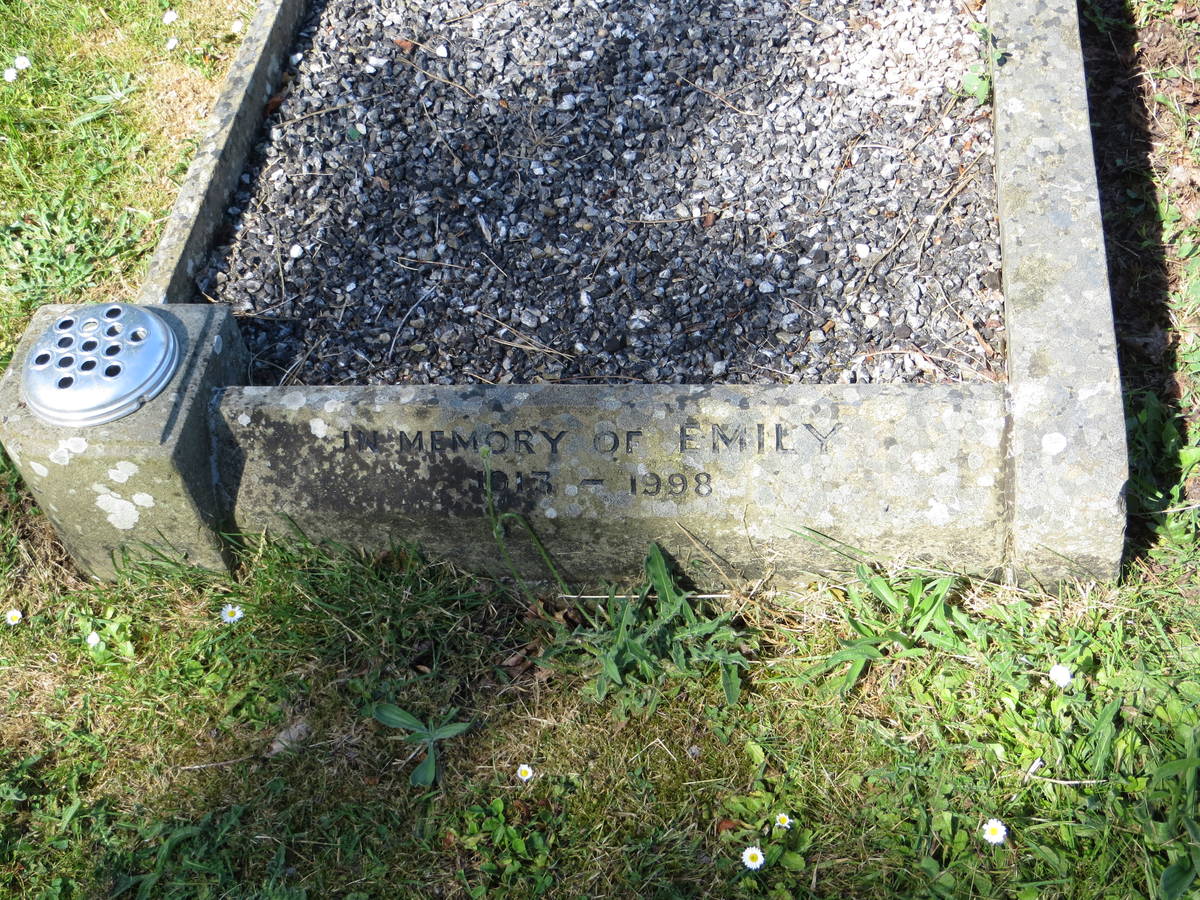 IN MEMORY OF EMILY
1913 – 1998